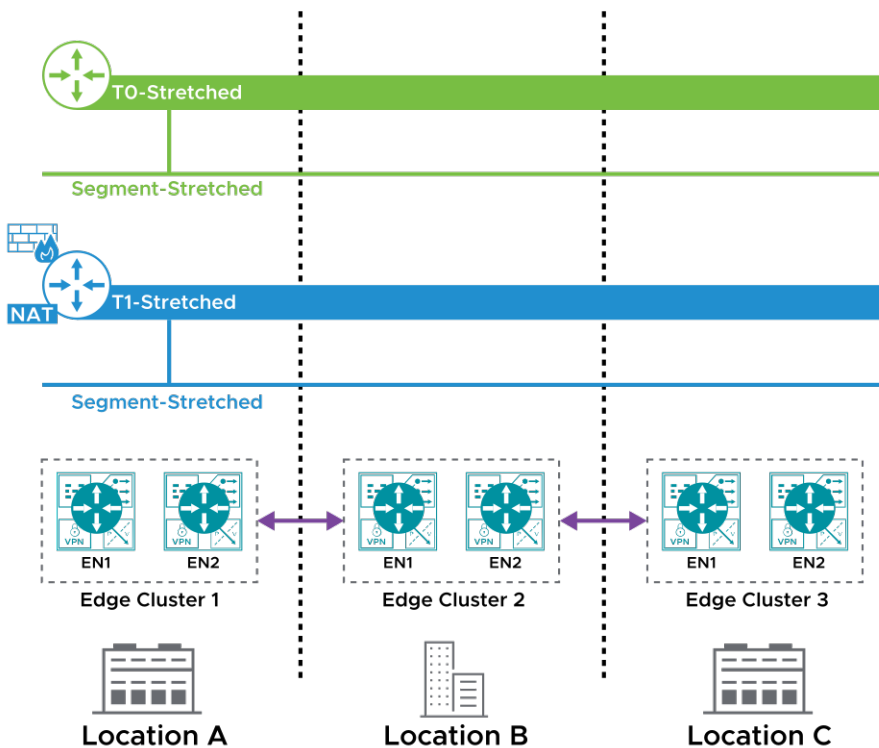 T0-Stretched
Segment-Stretched
NAT
T1-Stretched
Segment-Stretched
VPN
VPN
VPN
VPN
VPN
VPN
EN1
EN2
EN1
EN2
EN1
EN2
Edge Cluster 1
Edge Cluster 2
Edge Cluster 3
Location A
Location B
Location C